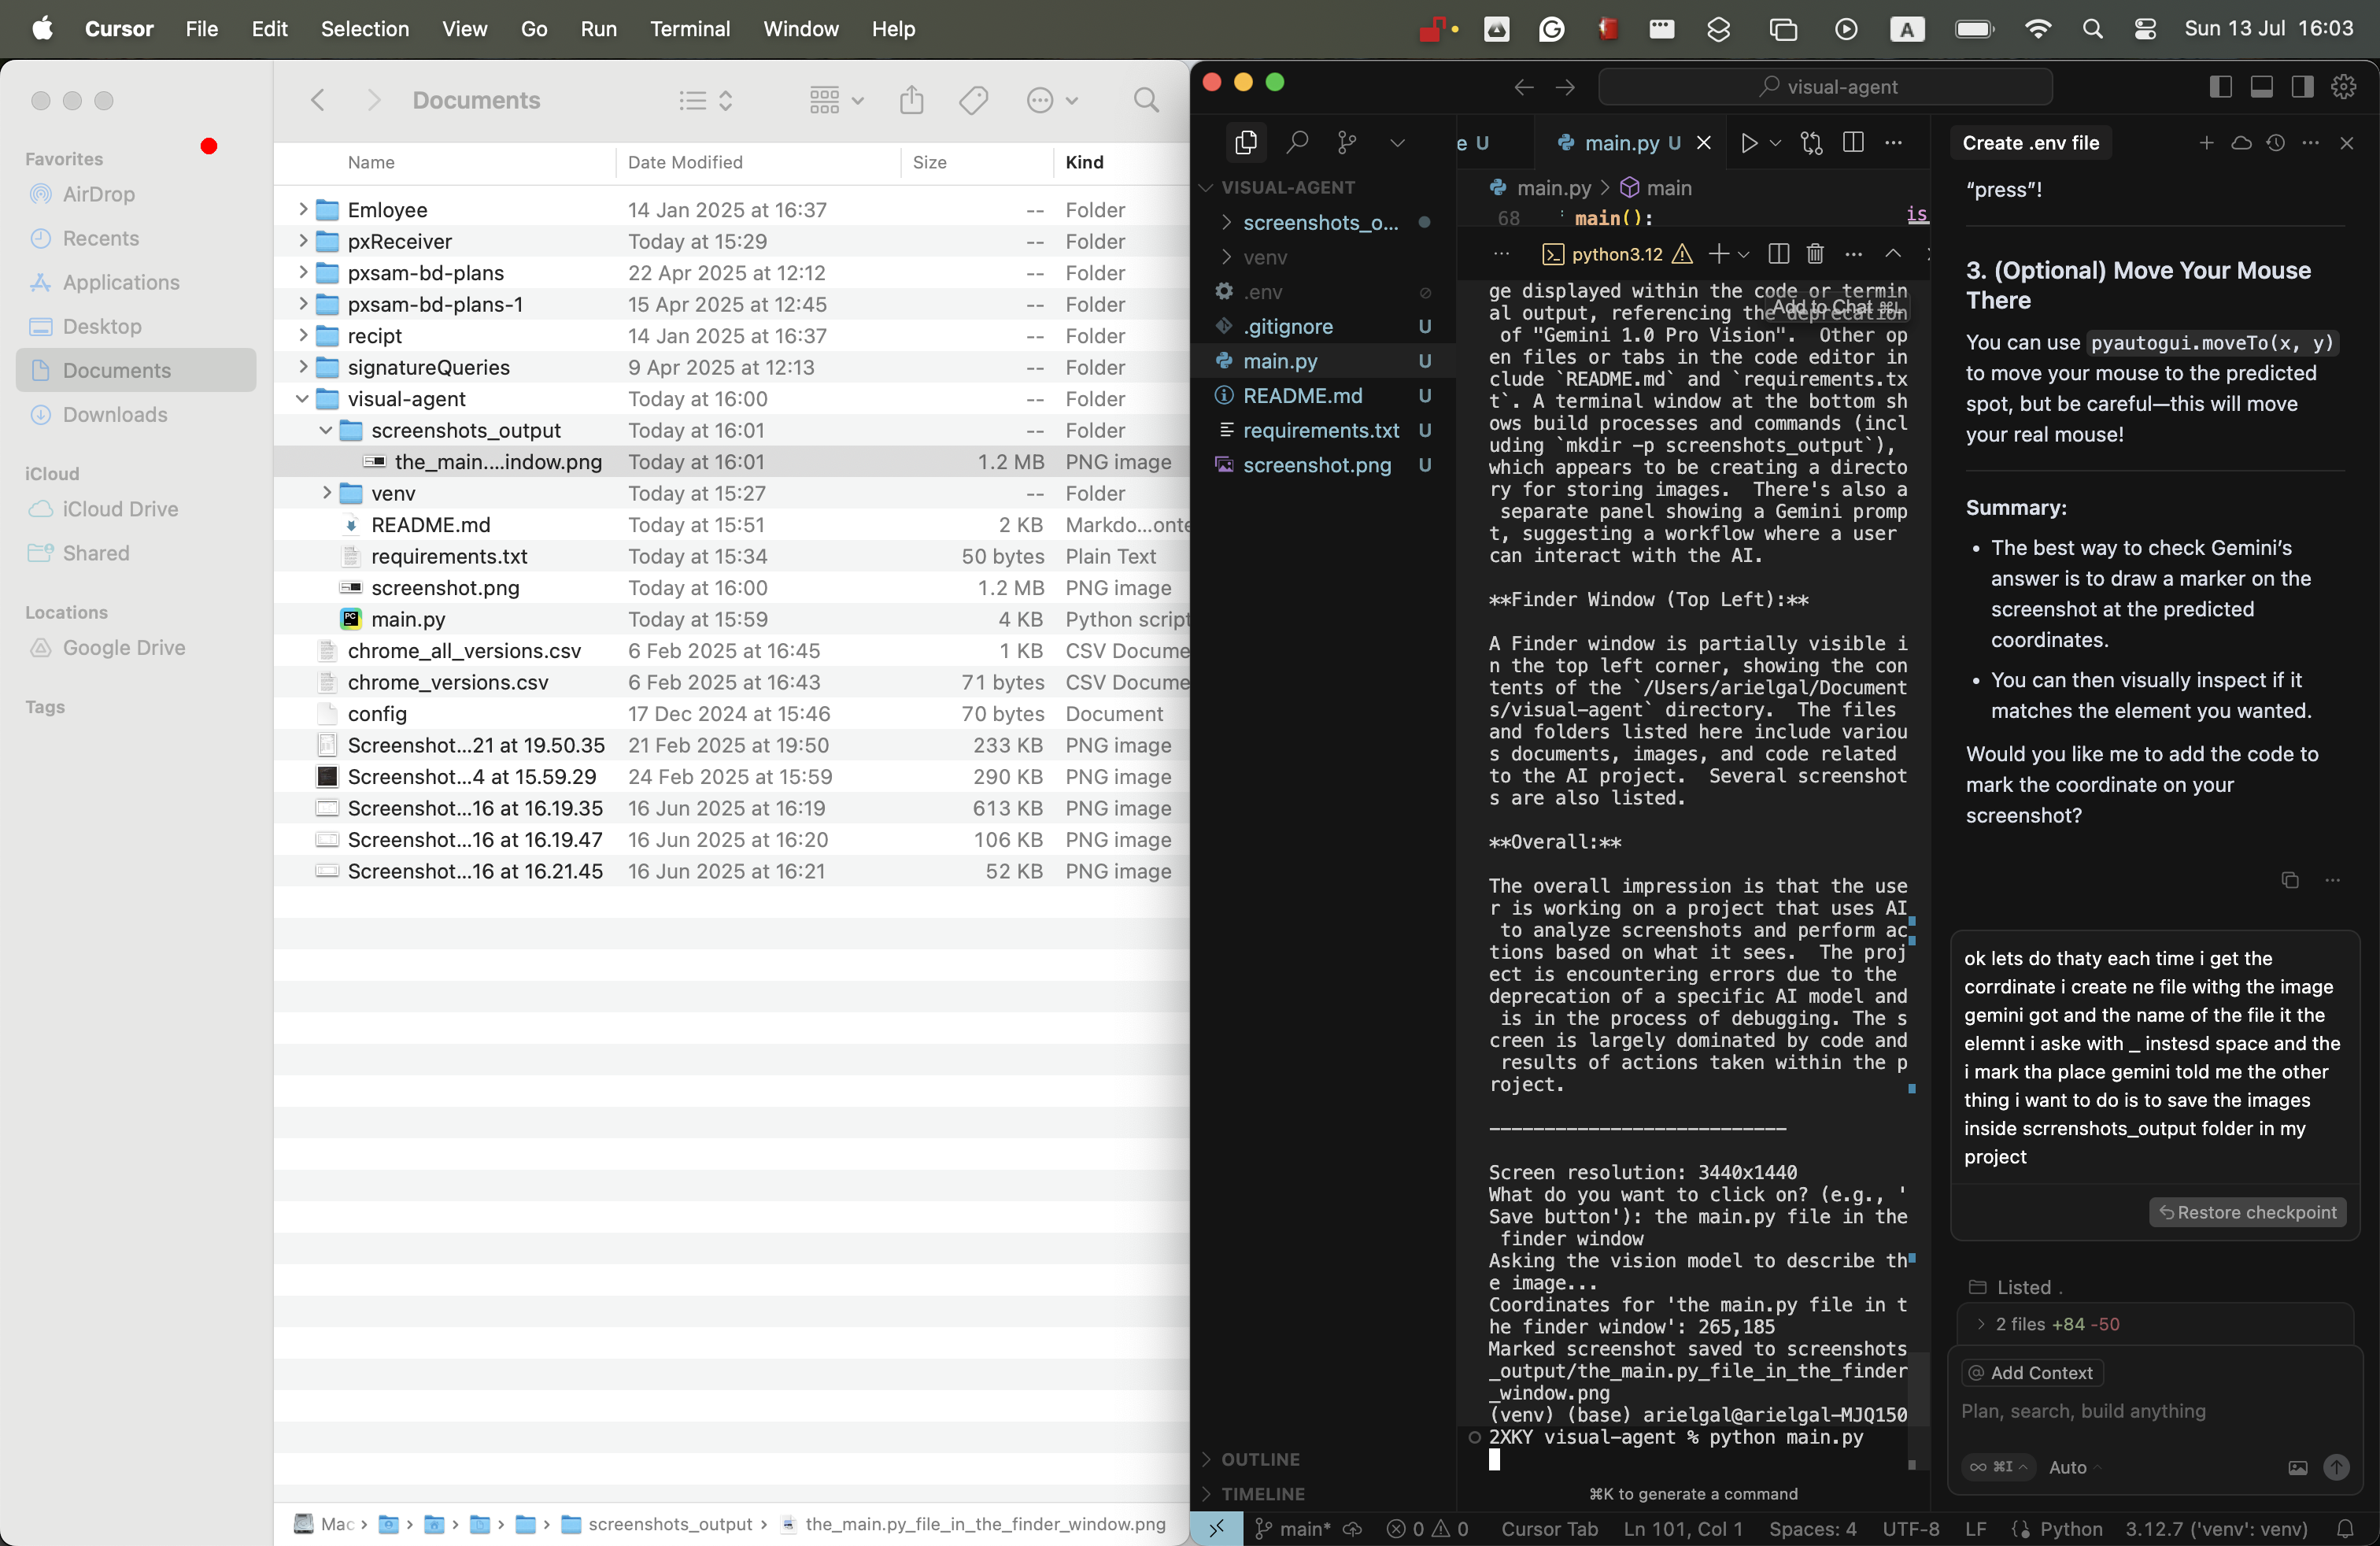 Cursor File Edit Selection View Go Run Terminal Window Help
A Sun 13 Jul 16:03
Documents
Favorites
AirDrop
Recents
Applications
Desktop
Documents
Downloads
iCloud
iCloud Drive
Shared
Locations
Google Drive
Tags
Name Date Modified Size Kind
Emloyee 14 Jan 2025 at 16:37 -- Folder
pxReceiver Today at 15:29 -- Folder
pxsam-bd-plans 22 Apr 2025 at 12:12 -- Folder
pxsam-bd-plans-1 15 Apr 2025 at 12:45 -- Folder
recipt 14 Jan 2025 at 16:37 -- Folder
signatureQueries 9 Apr 2025 at 12:13 -- Folder
visual-agent Today at 16:00 -- Folder
screenshots_output Today at 16:01 -- Folder
the_main....indow.png Today at 16:01 1.2 MB PNG image
venv Today at 15:27 -- Folder
README.md Today at 15:51 2 KB Markdo...onte
requirements.txt Today at 15:34 50 bytes Plain Text
screenshot.png Today at 16:00 1.2 MB PNG image
main.py Today at 15:59 4 KB Python script
chrome_all_versions.csv 6 Feb 2025 at 16:45 1 KB CSV Docume
chrome_versions.csv 6 Feb 2025 at 16:43 71 bytes CSV Docume
config 17 Dec 2024 at 15:46 70 bytes Document
Screenshot...21 at 19.50.35 21 Feb 2025 at 19:50 233 KB PNG image
Screenshot...4 at 15.59.29 24 Feb 2025 at 15:59 290 KB PNG image
Screenshot...16 at 16.19.35 16 Jun 2025 at 16:19 613 KB PNG image
Screenshot...16 at 16.19.47 16 Jun 2025 at 16:20 106 KB PNG image
Screenshot...16 at 16.21.45 16 Jun 2025 at 16:21 52 KB PNG image
Mac › › › › › screenshots_output › the_main.py_file_in_the_finder_window.png
visual-agent
VISUAL-AGENT
screenshots_o...
venv
.env
.gitignore U
main.py U
README.md U
requirements.txt U
screenshot.png U
OUTLINE
TIMELINE
e U main.py U
main.py > main
68 main(): is
python3.12
Add to Chat ⌘L
ge displayed within the code or termin
al output, referencing the deprecation
of "Gemini 1.0 Pro Vision". Other op
en files or tabs in the code editor in
clude `README.md` and `requirements.tx
t`. A terminal window at the bottom sh
ows build processes and commands (incl
uding `mkdir -p screenshots_output`),
which appears to be creating a directo
ry for storing images. There's also a
separate panel showing a Gemini promp
t, suggesting a workflow where a user
can interact with the AI.
**Finder Window (Top Left):**
A Finder window is partially visible i
n the top left corner, showing the con
tents of the `/Users/arielgal/Document
s/visual-agent` directory. The files
and folders listed here include variou
s documents, images, and code related
to the AI project. Several screenshot
s are also listed.
**Overall:**
The overall impression is that the use
r is working on a project that uses AI
to analyze screenshots and perform ac
tions based on what it sees. The proj
ect is encountering errors due to the
deprecation of a specific AI model and
is in the process of debugging. The s
creen is largely dominated by code and
results of actions taken within the p
roject.
---------------------------
Screen resolution: 3440x1440
What do you want to click on? (e.g., '
Save button'): the main.py file in the
finder window
Asking the vision model to describe th
e image...
Coordinates for 'the main.py file in t
he finder window': 265,185
Marked screenshot saved to screenshots
_output/the_main.py_file_in_the_finder
_window.png
(venv) (base) arielgal@arielgal-MJQ150
2XKY visual-agent % python main.py
⌘K to generate a command
Create .env file
“press”!
3. (Optional) Move Your Mouse
There
You can use pyautogui.moveTo(x, y)
to move your mouse to the predicted
spot, but be careful—this will move
your real mouse!
Summary:
• The best way to check Gemini’s
answer is to draw a marker on the
screenshot at the predicted
coordinates.
• You can then visually inspect if it
matches the element you wanted.
Would you like me to add the code to
mark the coordinate on your
screenshot?
ok lets do thaty each time i get the
corrdinate i create ne file withg the image
gemini got and the name of the file it the
elemnt i aske with _ instesd space and the
i mark tha place gemini told me the other
thing i want to do is to save the images
inside scrrenshots_output folder in my
project
Restore checkpoint
Listed .
2 files +84 -50
@ Add Context
Plan, search, build anything
∞ ⌘I Auto
main* 0 0 Cursor Tab Ln 101, Col 1 Spaces: 4 UTF-8 LF Python 3.12.7 ('venv': venv)